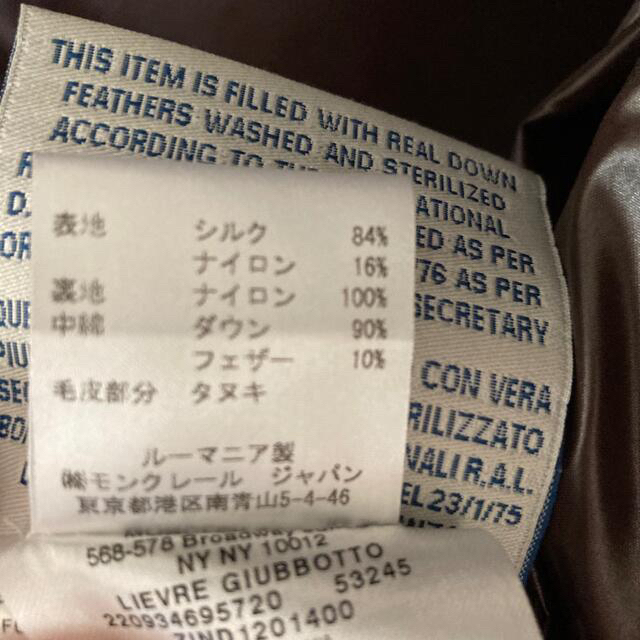 THIS ITEM IS FILLED WITH REAL DOWN
FEATHERS WASHED AND STERILIZED
ACCORDING TO
ATIONAL
ED AS PER
76 AS PER
SECRETARY
CON VERA
RILIZZATO
NALI R.A.L.
EL 23/1/75
表地 シルク 84%
ナイロン 16%
裏地 ナイロン 100%
中綿 ダウン 90%
フェザー 10%
毛皮部分 タヌキ
ルーマニア製
㈱モンクレール ジャパン
東京都港区南青山5-4-46
568-578 Broadway
NY NY 10012
LIEVRE GIUBBOTTO
220934695720 53245
7IND1201400